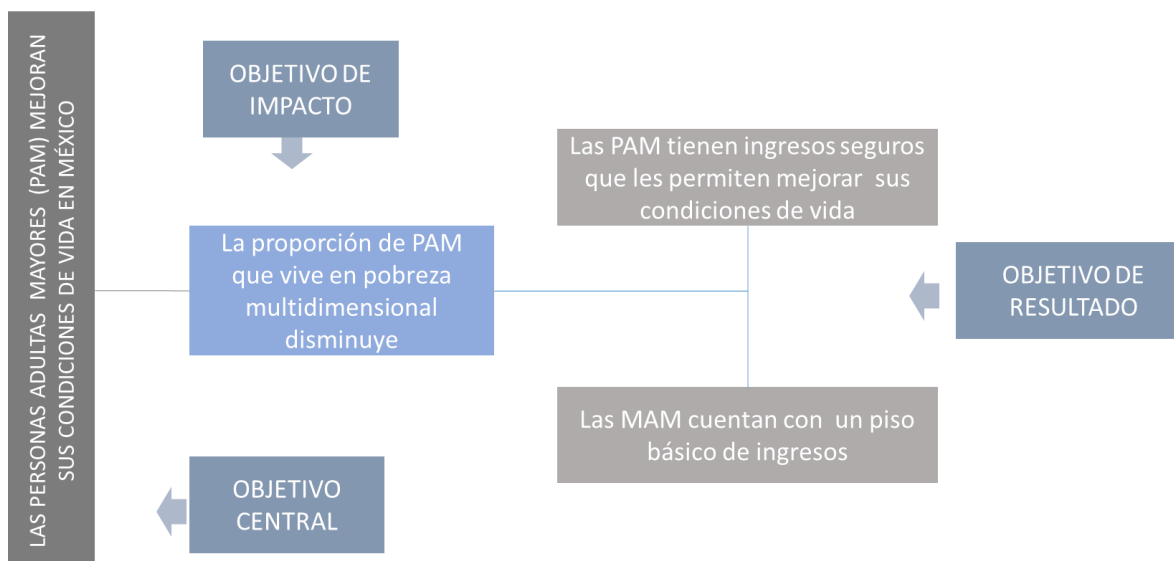 LAS PERSONAS ADULTAS MAYORES (PAM) MEJORAN
SUS CONDICIONES DE VIDA EN MÉXICO
OBJETIVO DE
IMPACTO
La proporción de PAM
que vive en pobreza
multidimensional
disminuye
OBJETIVO
CENTRAL
Las PAM tienen ingresos seguros
que les permiten mejorar sus
condiciones de vida
Las MAM cuentan con un piso
básico de ingresos
OBJETIVO DE
RESULTADO